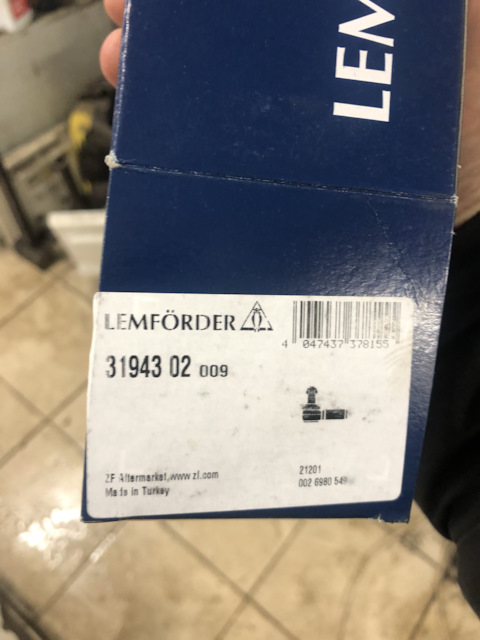 LEM
LEMFÖRDER
4 047437 378155
31943 02 009
ZF Aftermarket,www.zf.com
Made in Turkey
21201
002 6980 549